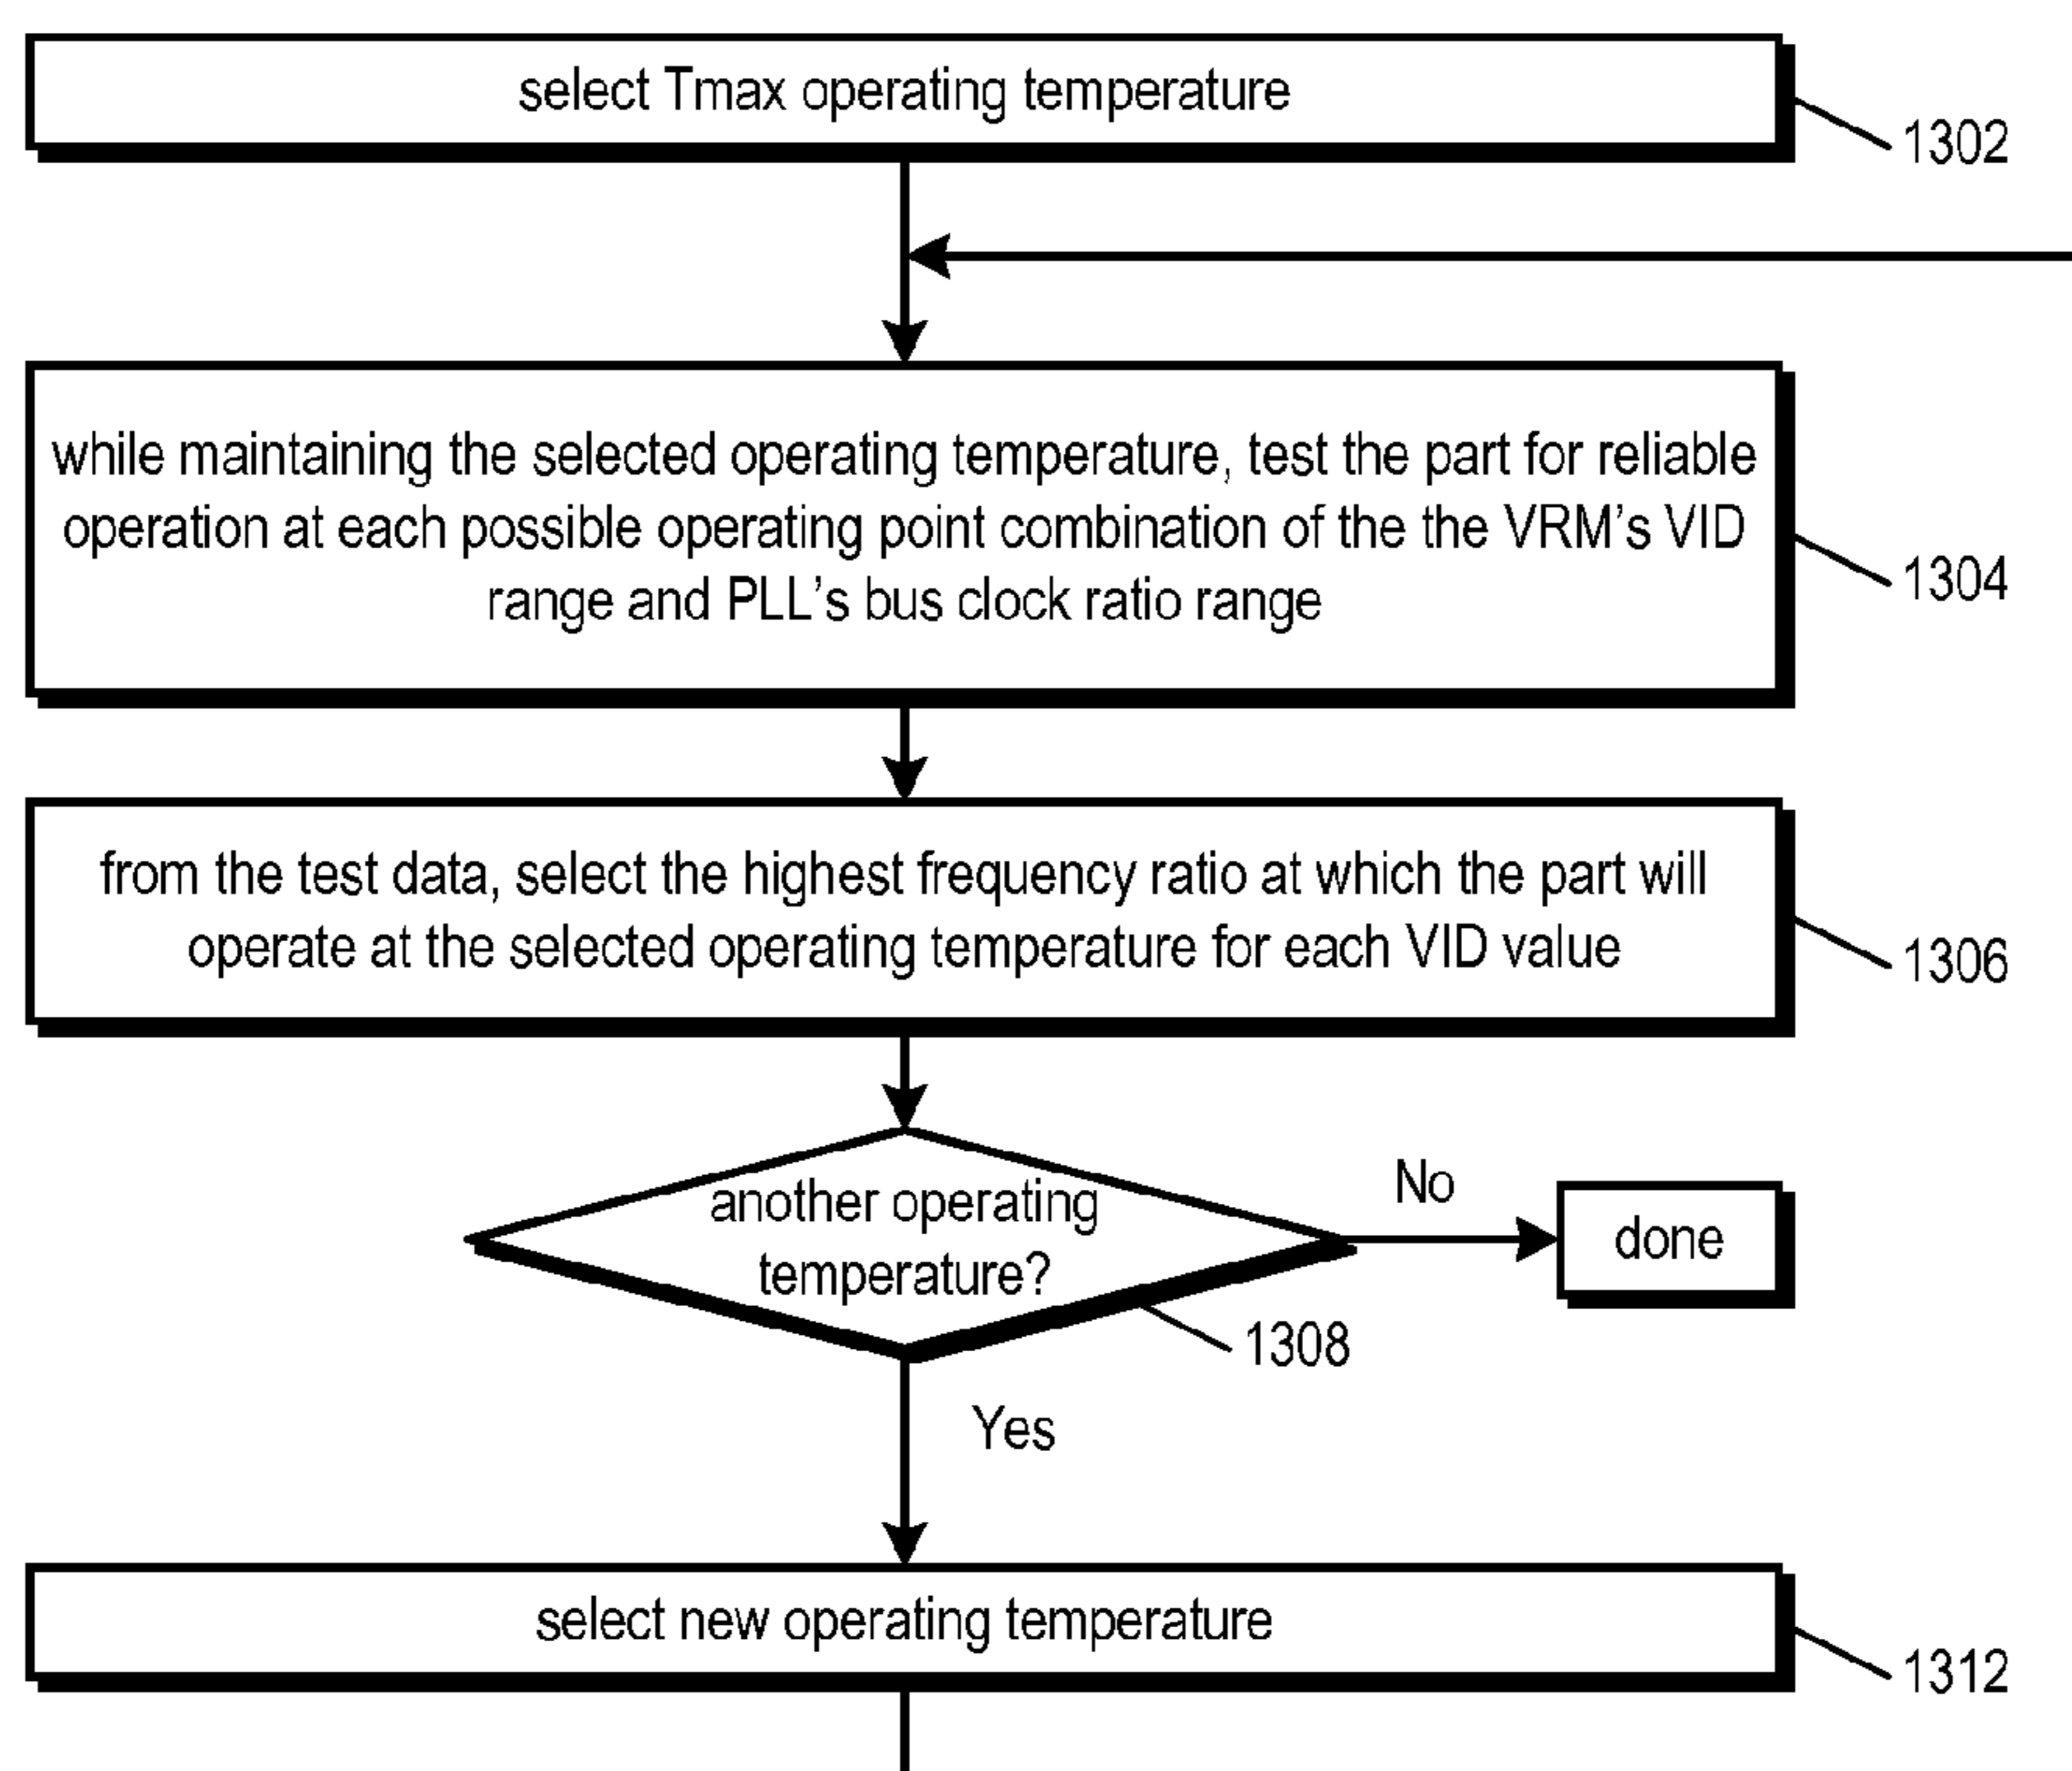 select Tmax operating temperature
1302
while maintaining the selected operating temperature, test the part for reliable
operation at each possible operating point combination of the the VRM's VID
range and PLL's bus clock ratio range
1304
from the test data, select the highest frequency ratio at which the part will
operate at the selected operating temperature for each VID value
1306
another operating
temperature?
No
done
1308
Yes
select new operating temperature
1312